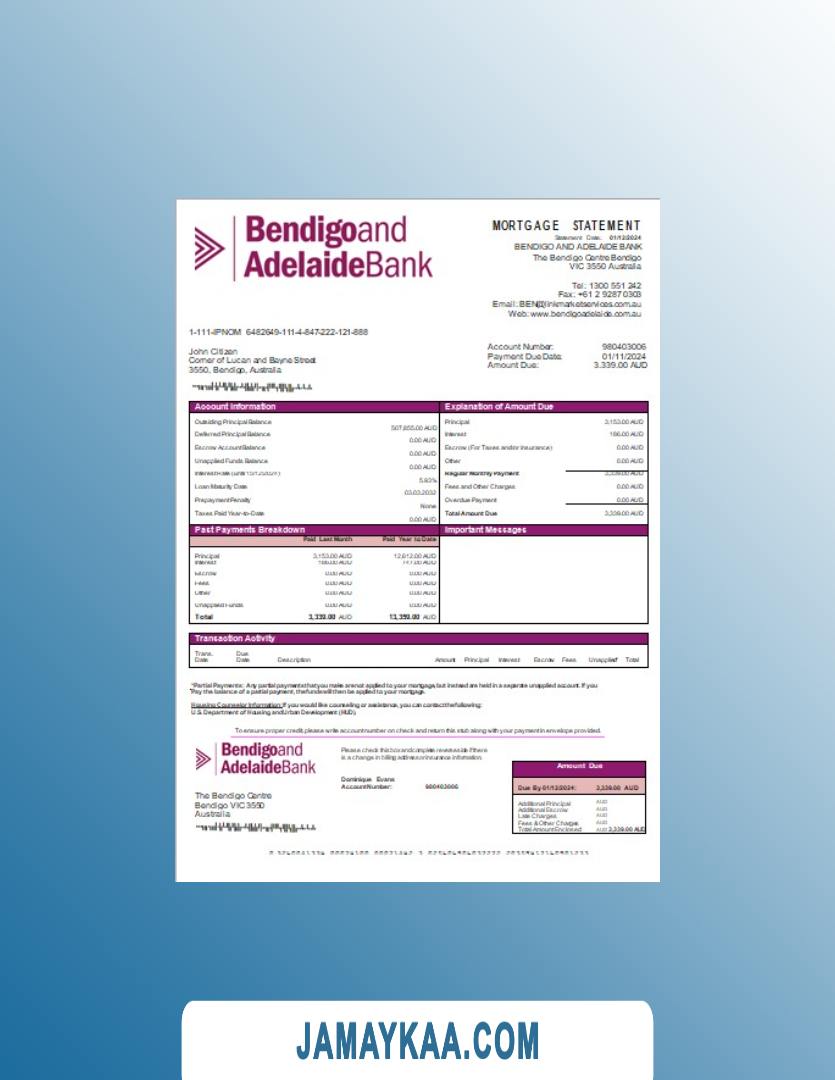 Bendigoand
AdelaideBank
MORTGAGE STATEMENT
Statement Date: 01/12/2024
BENDIGO AND ADELAIDE BANK
The Bendigo Centre Bendigo
VIC 3550 Australia
Tel: 1300 551 242
Fax: +61 2 9287 0303
Email: BEN@linkmarketservices.com.au
Web: www.bendigoadelaide.com.au
1-111-IPNOM 6482649-111-4-847-222-121-888
John Citizen
Corner of Lucan and Bayne Street
3550, Bendigo, Australia
Account Number: 980403006
Payment Due Date: 01/11/2024
Amount Due: 3.339.00 AUD
Account Information
Outsiding Principal Balance 507,855.00 AUD
Deferred Principal Balance 0.00 AUD
Escrow Account Balance 0.00 AUD
Unapplied Funds Balance 0.00 AUD
Interest Rate (until 5.93%
Loan Maturity Date 03.03.2032
Prepayment Penalty None
Taxes Paid Year-to-Date 0.00 AUD
Explanation of Amount Due
Principal 3,153.00 AUD
Interest 186.00 AUD
Escrow (For Taxes and/or Insurance) 0.00 AUD
Other 0.00 AUD
Regular Monthly Payment 3,339.00 AUD
Fees and Other Charges 0.00 AUD
Overdue Payment 0.00 AUD
Total Amount Due 3,339.00 AUD
Past Payments Breakdown
Paid Last Month Paid Year to Date
Principal 3,153.00 AUD 12,612.00 AUD
Interest 186.00 AUD 747.00 AUD
Escrow 0.00 AUD 0.00 AUD
Fees 0.00 AUD 0.00 AUD
Other 0.00 AUD 0.00 AUD
Unapplied Funds 0.00 AUD 0.00 AUD
Total 3,339.00 AUD 13,359.00 AUD
Important Messages
Transaction Activity
Trans. Date Due Date Description Amount Principal Interest Escrow Fees Unapplied Total
*Partial Payments: Any partial payments that you make are not applied to your mortgage, but instead are held in a separate unapplied account. If you
Pay the balance of a partial payment, the funds will then be applied to your mortgage.
Housing Counselor Information: If you would like counseling or assistance, you can contact the following:
U.S. Department of Housing and Urban Development (HUD)
To ensure proper credit, please write account number on check and return this stub along with your payment in envelope provided.
Bendigoand
AdelaideBank
Please check this box and complete reverse side if there
is a change in billing address or insurance information.
Dominique Evans
Account Number: 980403006
The Bendigo Centre
Bendigo VIC 3550
Australia
Amount Due
Due By 01/12/2024: 3,339.00 AUD
Additional Principal AUD
Additional Escrow AUD
Late Charges AUD
Fees & Other Charges AUD
Total Amount Enclosed AUD 3,339.00 AUD
JAMAYKAA.COM